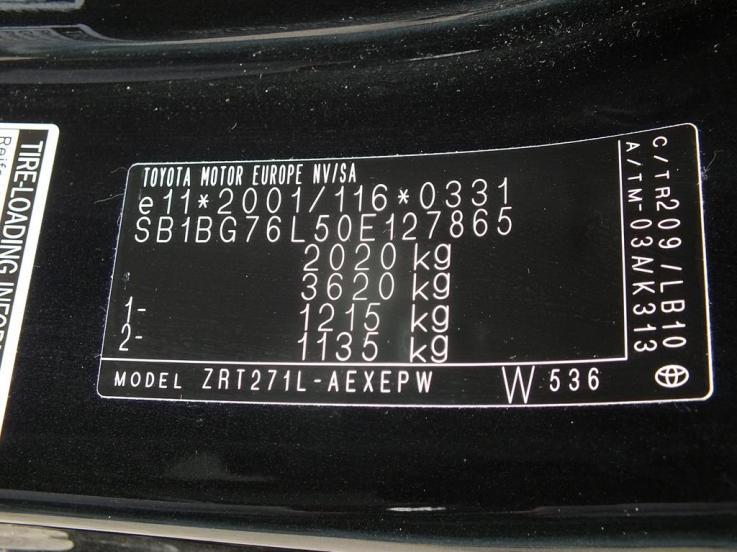 TOYOTA MOTOR EUROPE NV/SA
e11*2001/116*0331
SB1BG76L50E127865
2020 kg
3620 kg
1- 1215 kg
2- 1135 kg
MODEL ZRT271L-AEXEPW W 536
C/TR 209/LB10
A/TM-03A/K313
TIRE-LOADING